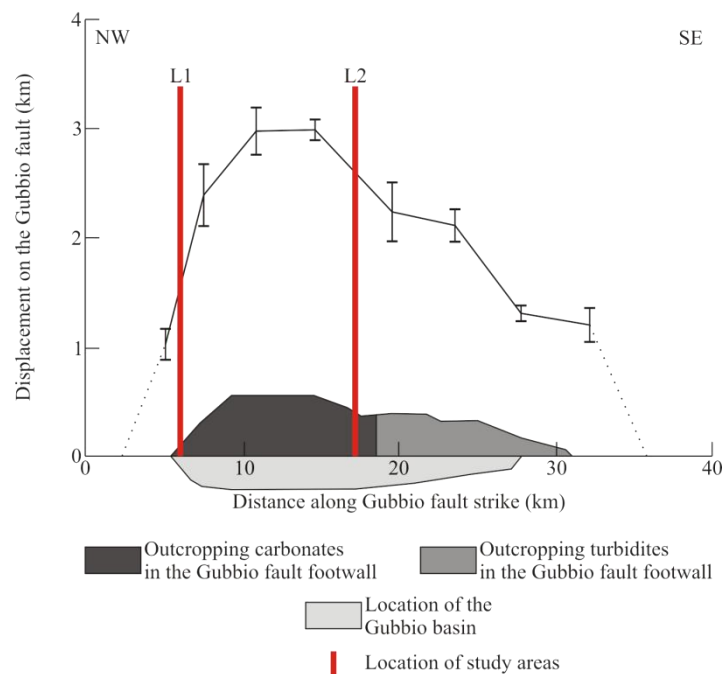 4
NW
SE
L1
L2
3
2
1
0
Displacement on the Gubbio fault (km)
0
10
20
30
40
Distance along Gubbio fault strike (km)
Outcropping carbonates
in the Gubbio fault footwall
Outcropping turbidites
in the Gubbio fault footwall
Location of the
Gubbio basin
Location of study areas